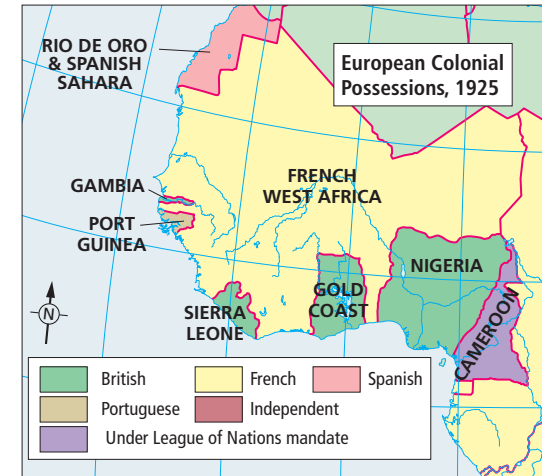 RIO DE ORO
& SPANISH
SAHARA
European Colonial
Possessions, 1925
GAMBIA
FRENCH
WEST AFRICA
PORT
GUINEA
NIGERIA
GOLD
COAST
SIERRA
LEONE
CAMEROON
N
British
French
Spanish
Portuguese
Independent
Under League of Nations mandate